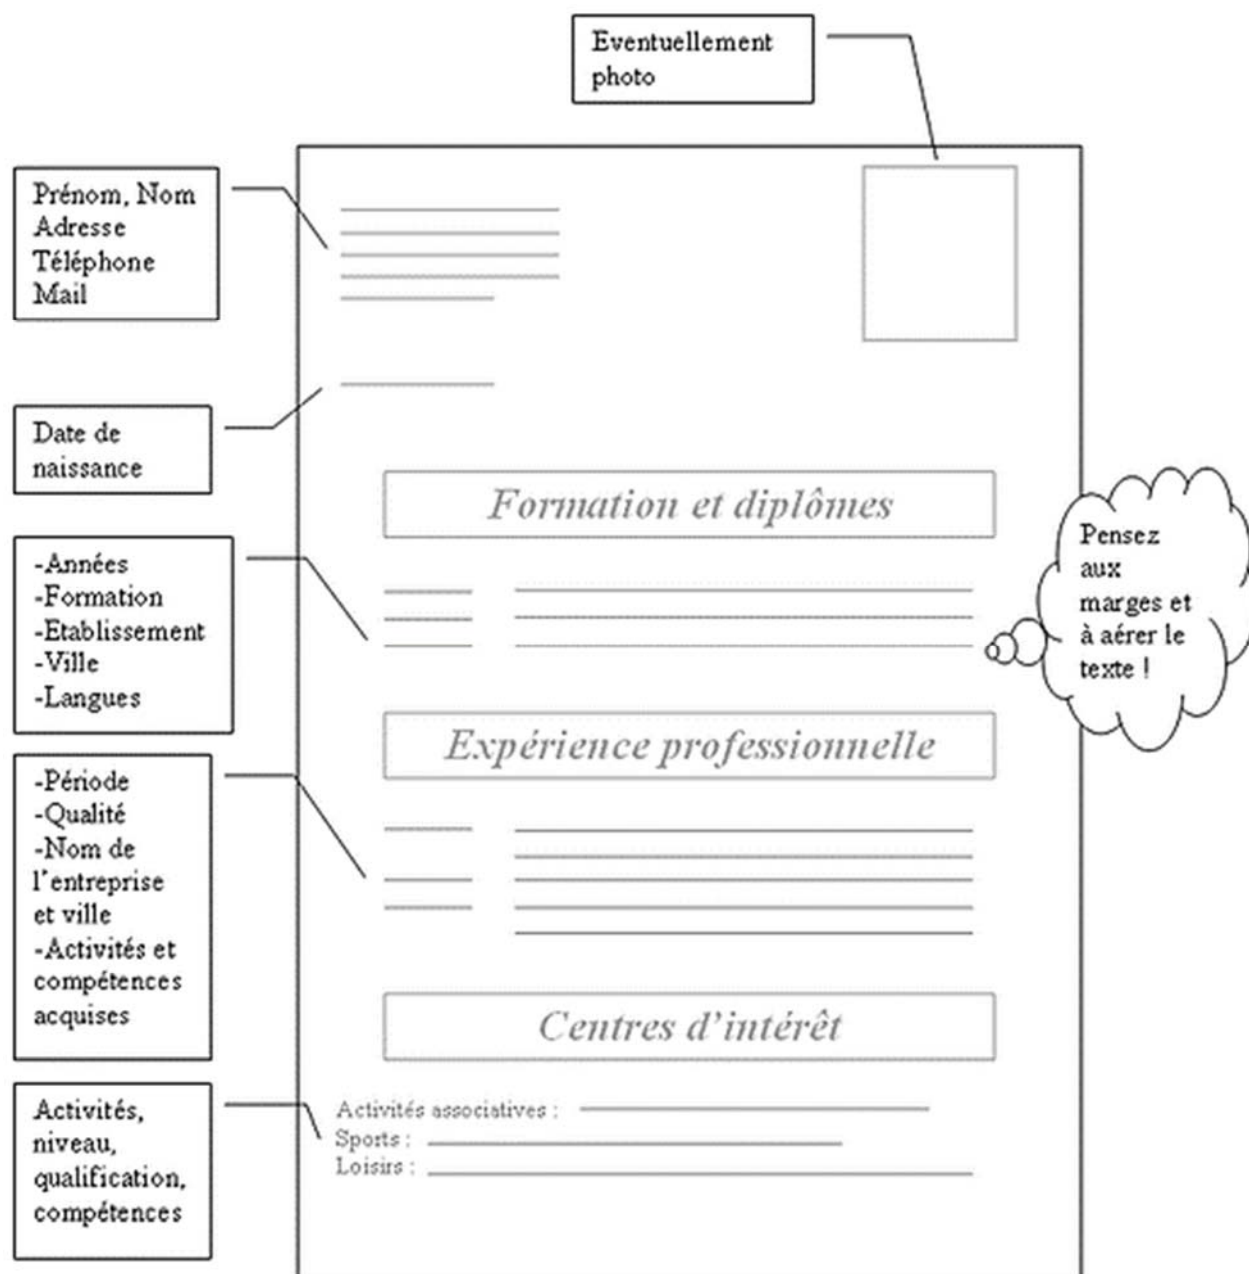 Eventuellement
photo
Prénom, Nom
Adresse
Téléphone
Mail
Date de
naissance
Formation et diplômes
-Années
-Formation
-Etablissement
-Ville
-Langues
Pensez
aux
marges et
à aérer le
texte !
Expérience professionnelle
-Période
-Qualité
-Nom de
l'entreprise
et ville
-Activités et
compétences
acquises
Centres d'intérêt
Activités,
niveau,
qualification,
compétences
Activités associatives :
Sports :
Loisirs :